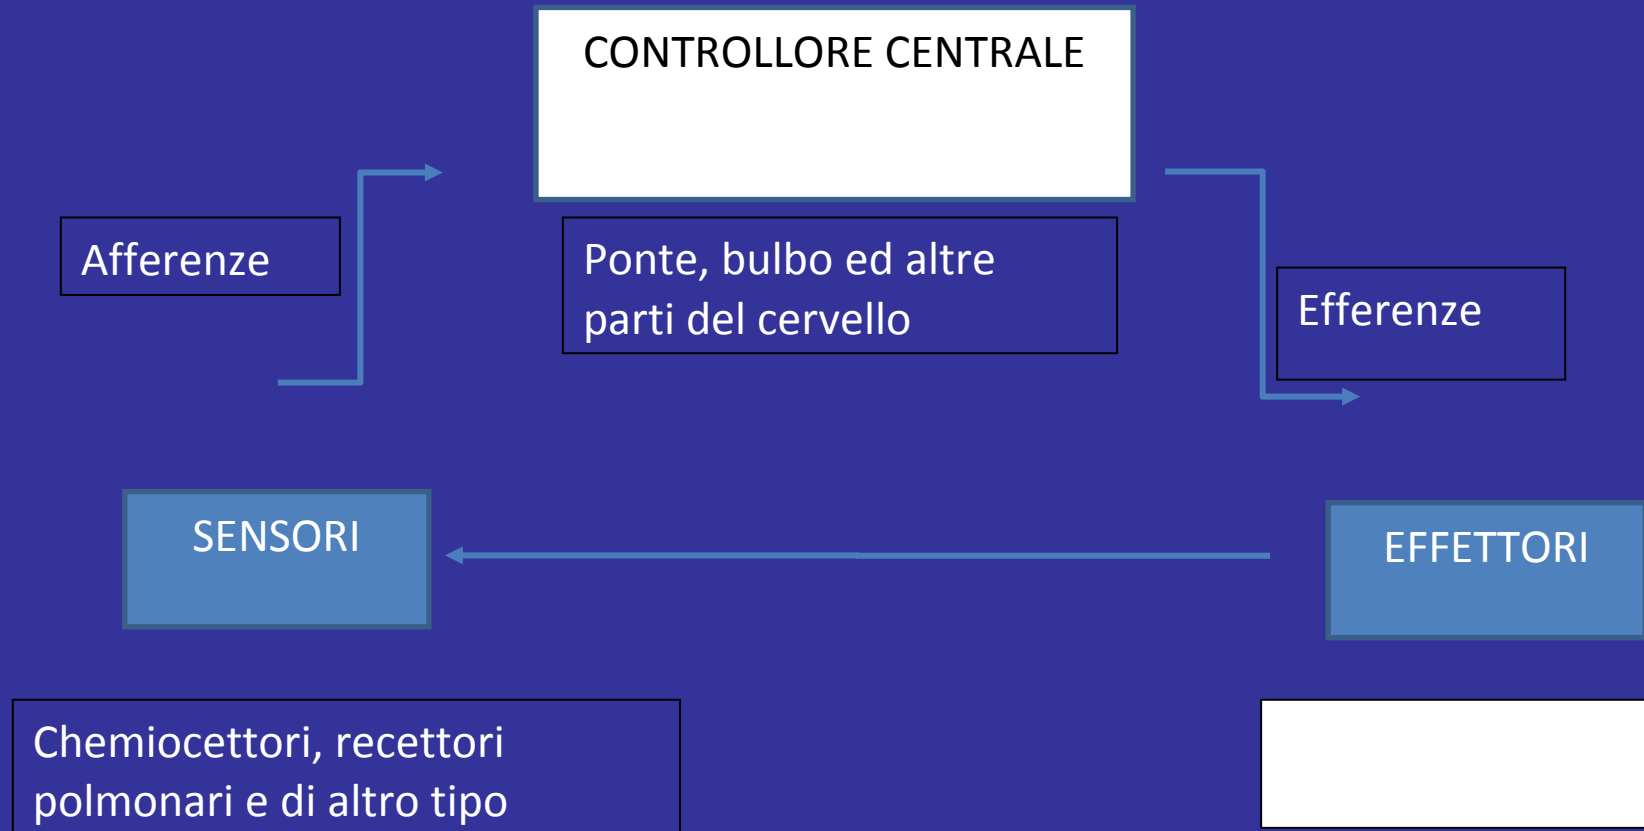 CONTROLLORE CENTRALE
Afferenze
Ponte, bulbo ed altre
parti del cervello
Efferenze
SENSORI
EFFETTORI
Chemiocettori, recettori
polmonari e di altro tipo